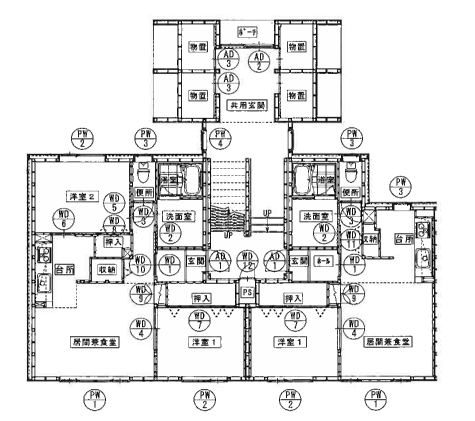 ポーチ
物置
物置
AD
3
AD
2
物置
AD
3
物置
共用玄関
PW
2
PW
3
PW
4
PW
3
浴室
浴室
便所
便所
PW
3
洋室2
WD
5
WD
6
WD
8
WD
3
洗面室
UP
洗面室
WD
3
WD
2
UP
WD
2
WD
11
台所
押入
収納
台所
収納
WD
10
WD
1
玄関
AD
1
WD
12
AD
1
玄関
ホール
WD
1
WD
9
押入
PS
押入
WD
9
WD
4
WD
7
WD
7
WD
4
居間兼食堂
洋室1
洋室1
居間兼食堂
PW
1
PW
2
PW
2
PW
1